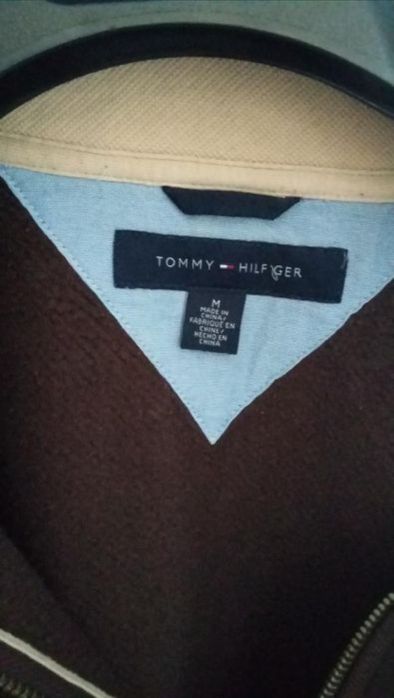 TOMMY HILFIGER
M
MADE IN
CHINA/
FABRIQUÉ EN
CHINE/
HECHO EN
CHINA